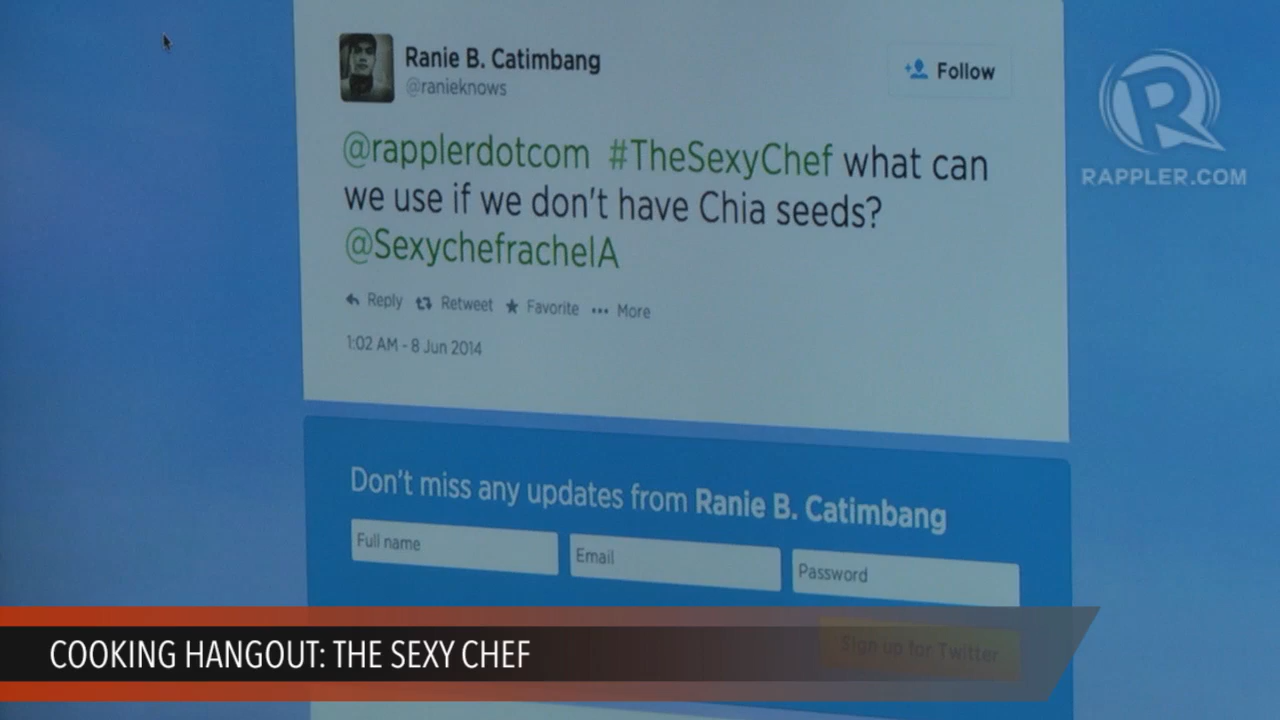 Ranie B. Catimbang
@ranieknows
Follow
@rapplerdotcom #TheSexyChef what can
we use if we don't have Chia seeds?
@SexychefrachelA
Reply Retweet Favorite More
1:02 AM - 8 Jun 2014
Don't miss any updates from Ranie B. Catimbang
Full name
Email
Password
Sign up for Twitter
R
RAPPLER.COM
COOKING HANGOUT: THE SEXY CHEF